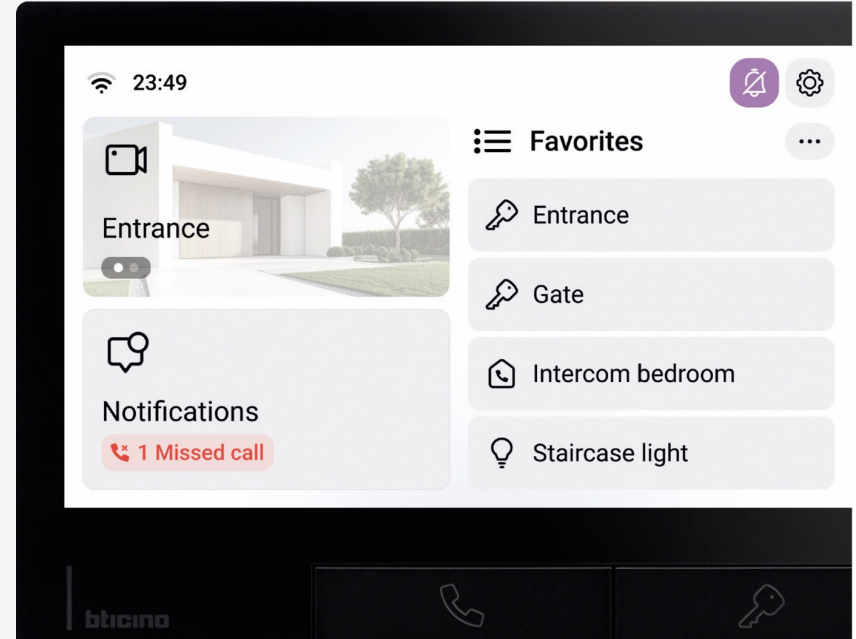 23:49
Entrance
Notifications
1 Missed call
Favorites
Entrance
Gate
Intercom bedroom
Staircase light
bticino